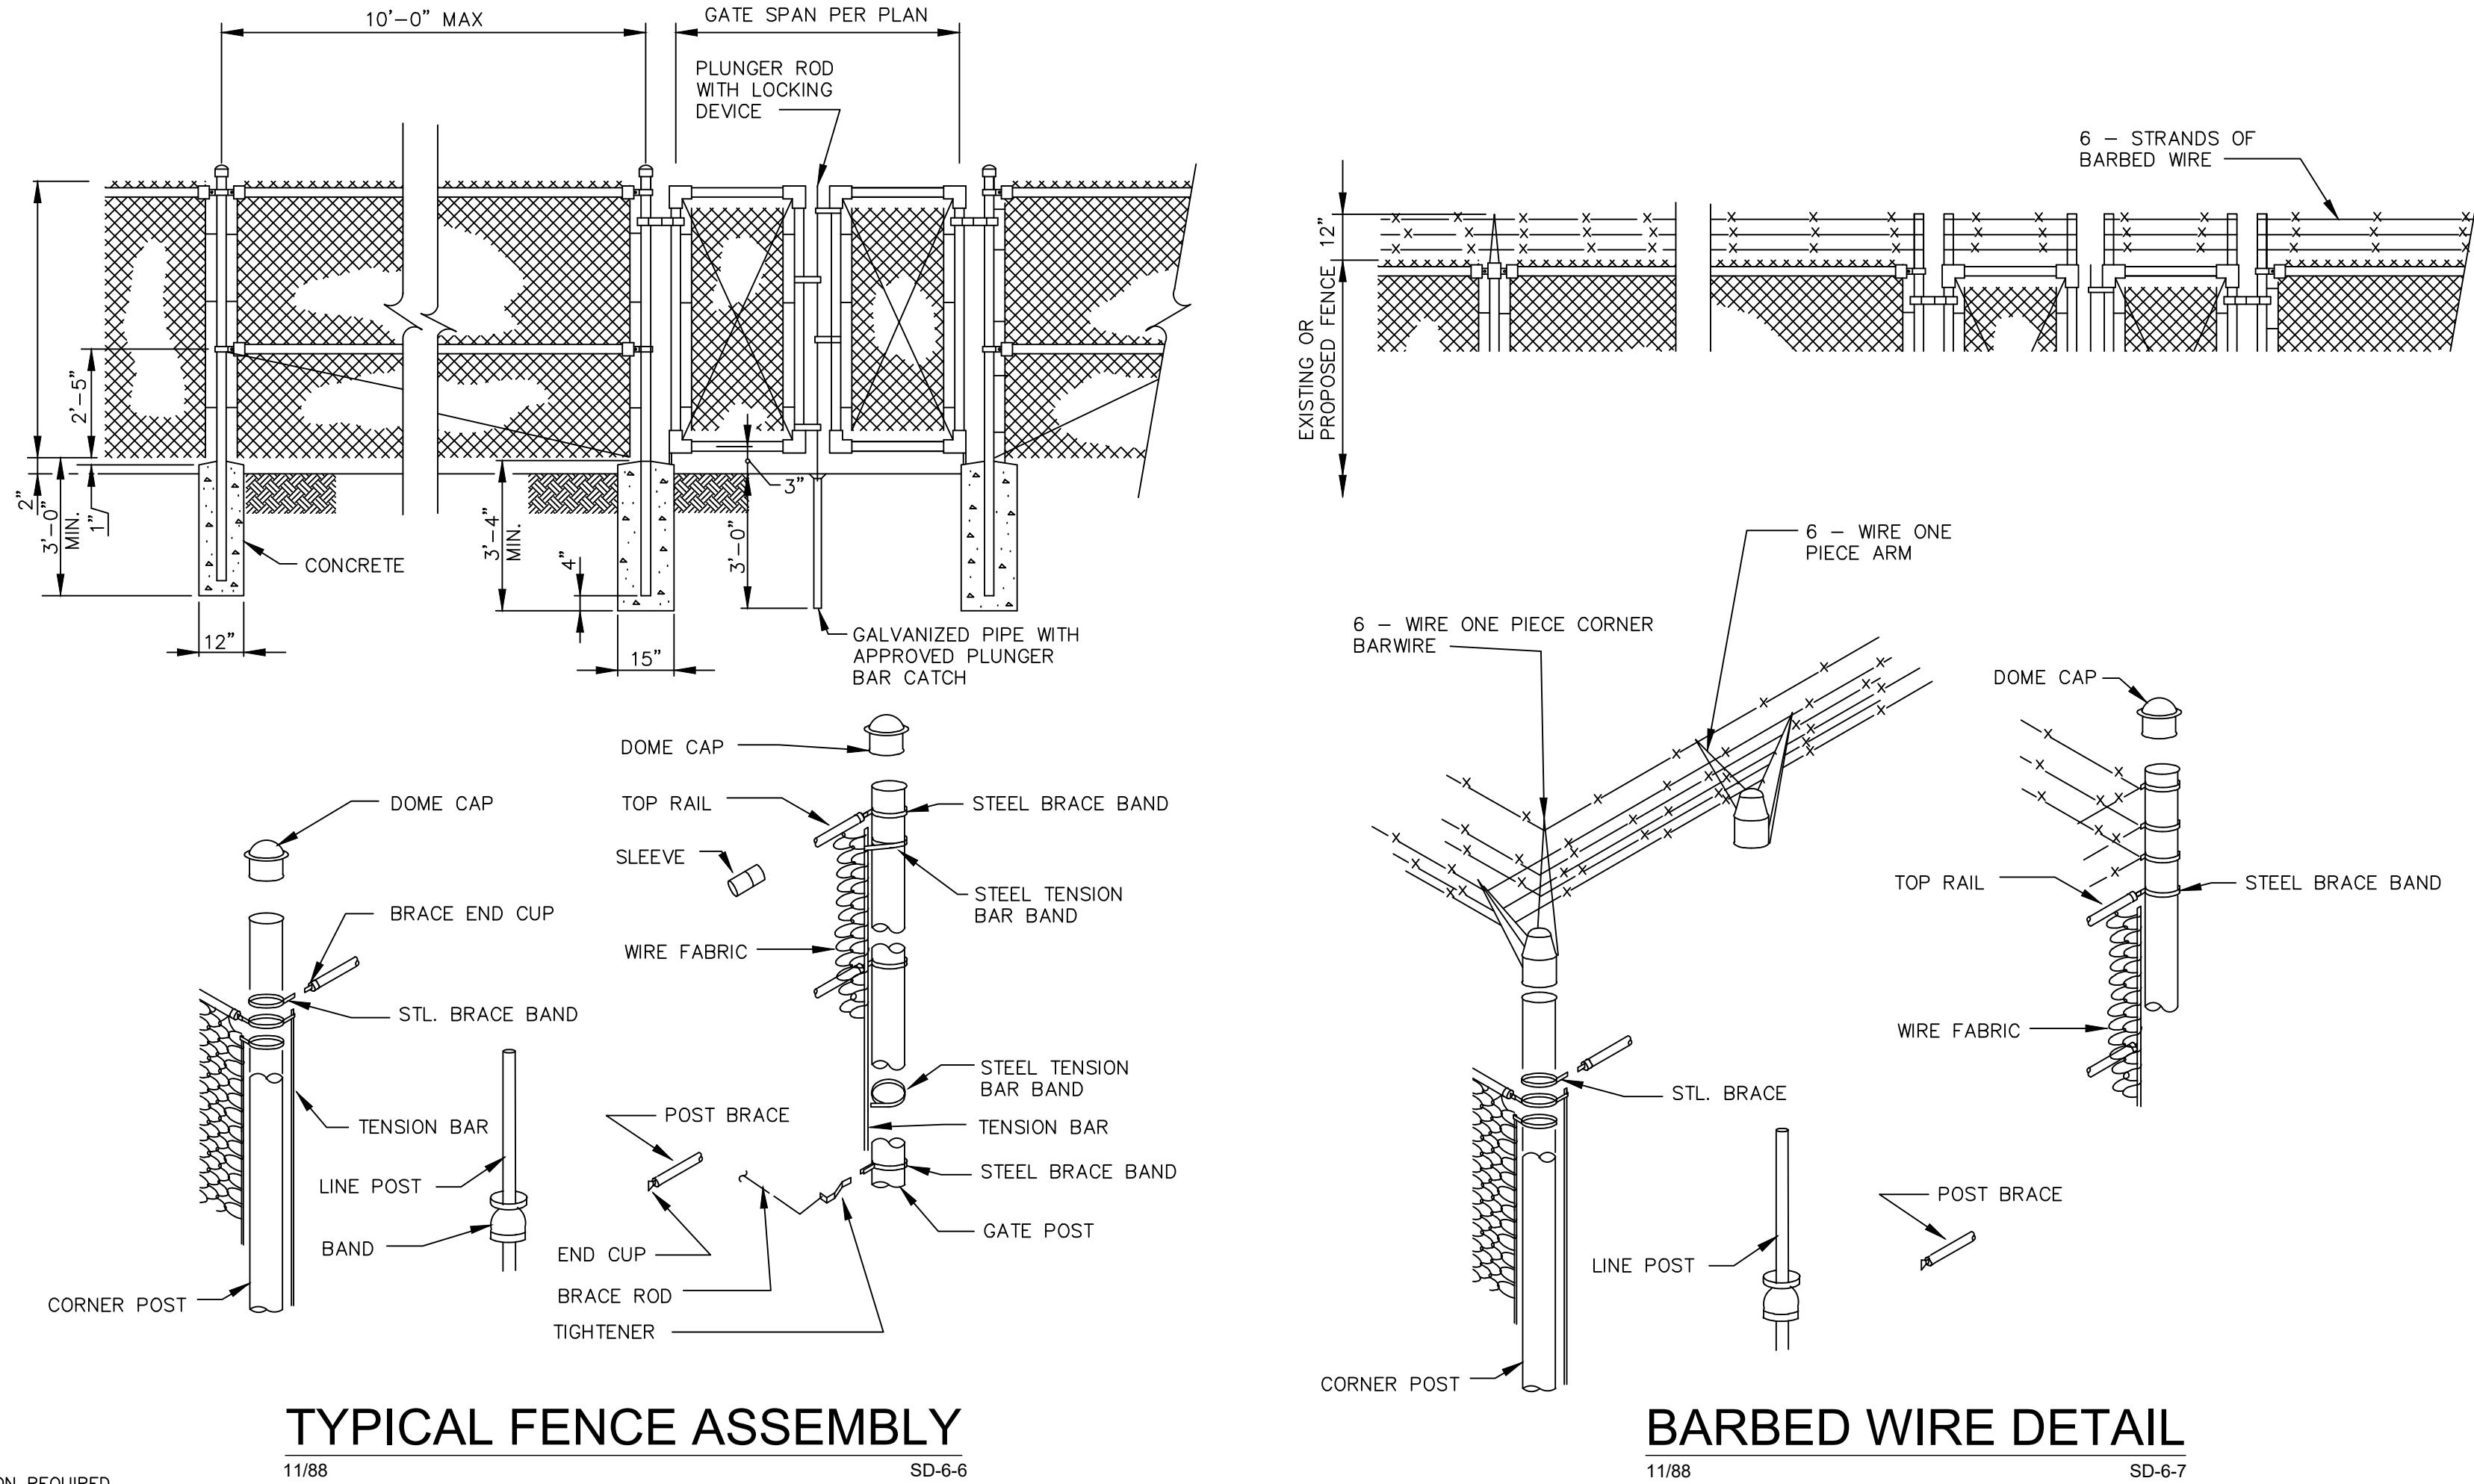 10'-0" MAX
GATE SPAN PER PLAN
PLUNGER ROD
WITH LOCKING
DEVICE
2'-5"
2"
3'-0"
MIN.
1"
CONCRETE
12"
3'-4"
MIN.
4"
15"
3"
3'-0"
GALVANIZED PIPE WITH
APPROVED PLUNGER
BAR CATCH
DOME CAP
BRACE END CUP
STL. BRACE BAND
TENSION BAR
LINE POST
BAND
CORNER POST
DOME CAP
TOP RAIL
SLEEVE
WIRE FABRIC
STEEL BRACE BAND
STEEL TENSION
BAR BAND
STEEL TENSION
BAR BAND
POST BRACE
TENSION BAR
STEEL BRACE BAND
GATE POST
END CUP
BRACE ROD
TIGHTENER
TYPICAL FENCE ASSEMBLY
11/88
SD-6-6
ON REQUIRED
6 - STRANDS OF
BARBED WIRE
12"
EXISTING OR
PROPOSED FENCE
6 - WIRE ONE
PIECE ARM
6 - WIRE ONE PIECE CORNER
BARWIRE
DOME CAP
TOP RAIL
STEEL BRACE BAND
WIRE FABRIC
STL. BRACE
POST BRACE
LINE POST
CORNER POST
BARBED WIRE DETAIL
11/88
SD-6-7